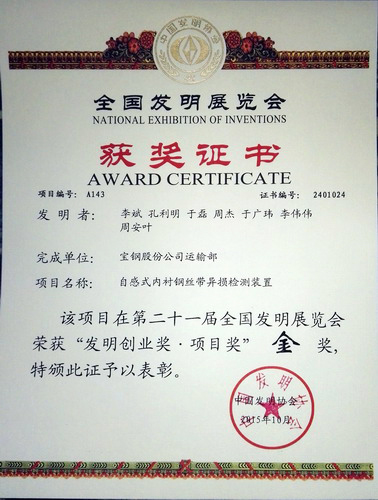 中国发明协会
全国发明展览会
NATIONAL EXHIBITION OF INVENTIONS
获奖证书
AWARD CERTIFICATE
项目编号: A143 证书编号: 2401024
发明者: 李斌 孔利明 于磊 周杰 于广玮 李伟伟
周安叶
完成单位: 宝钢股份公司运输部
项目名称: 自感式内衬钢丝带异损检测装置
该项目在第二十一届全国发明展览会
荣获“发明创业奖·项目奖” 金 奖,
特颁此证予以表彰。
中国发明协会
中国发明协会
2015年10月